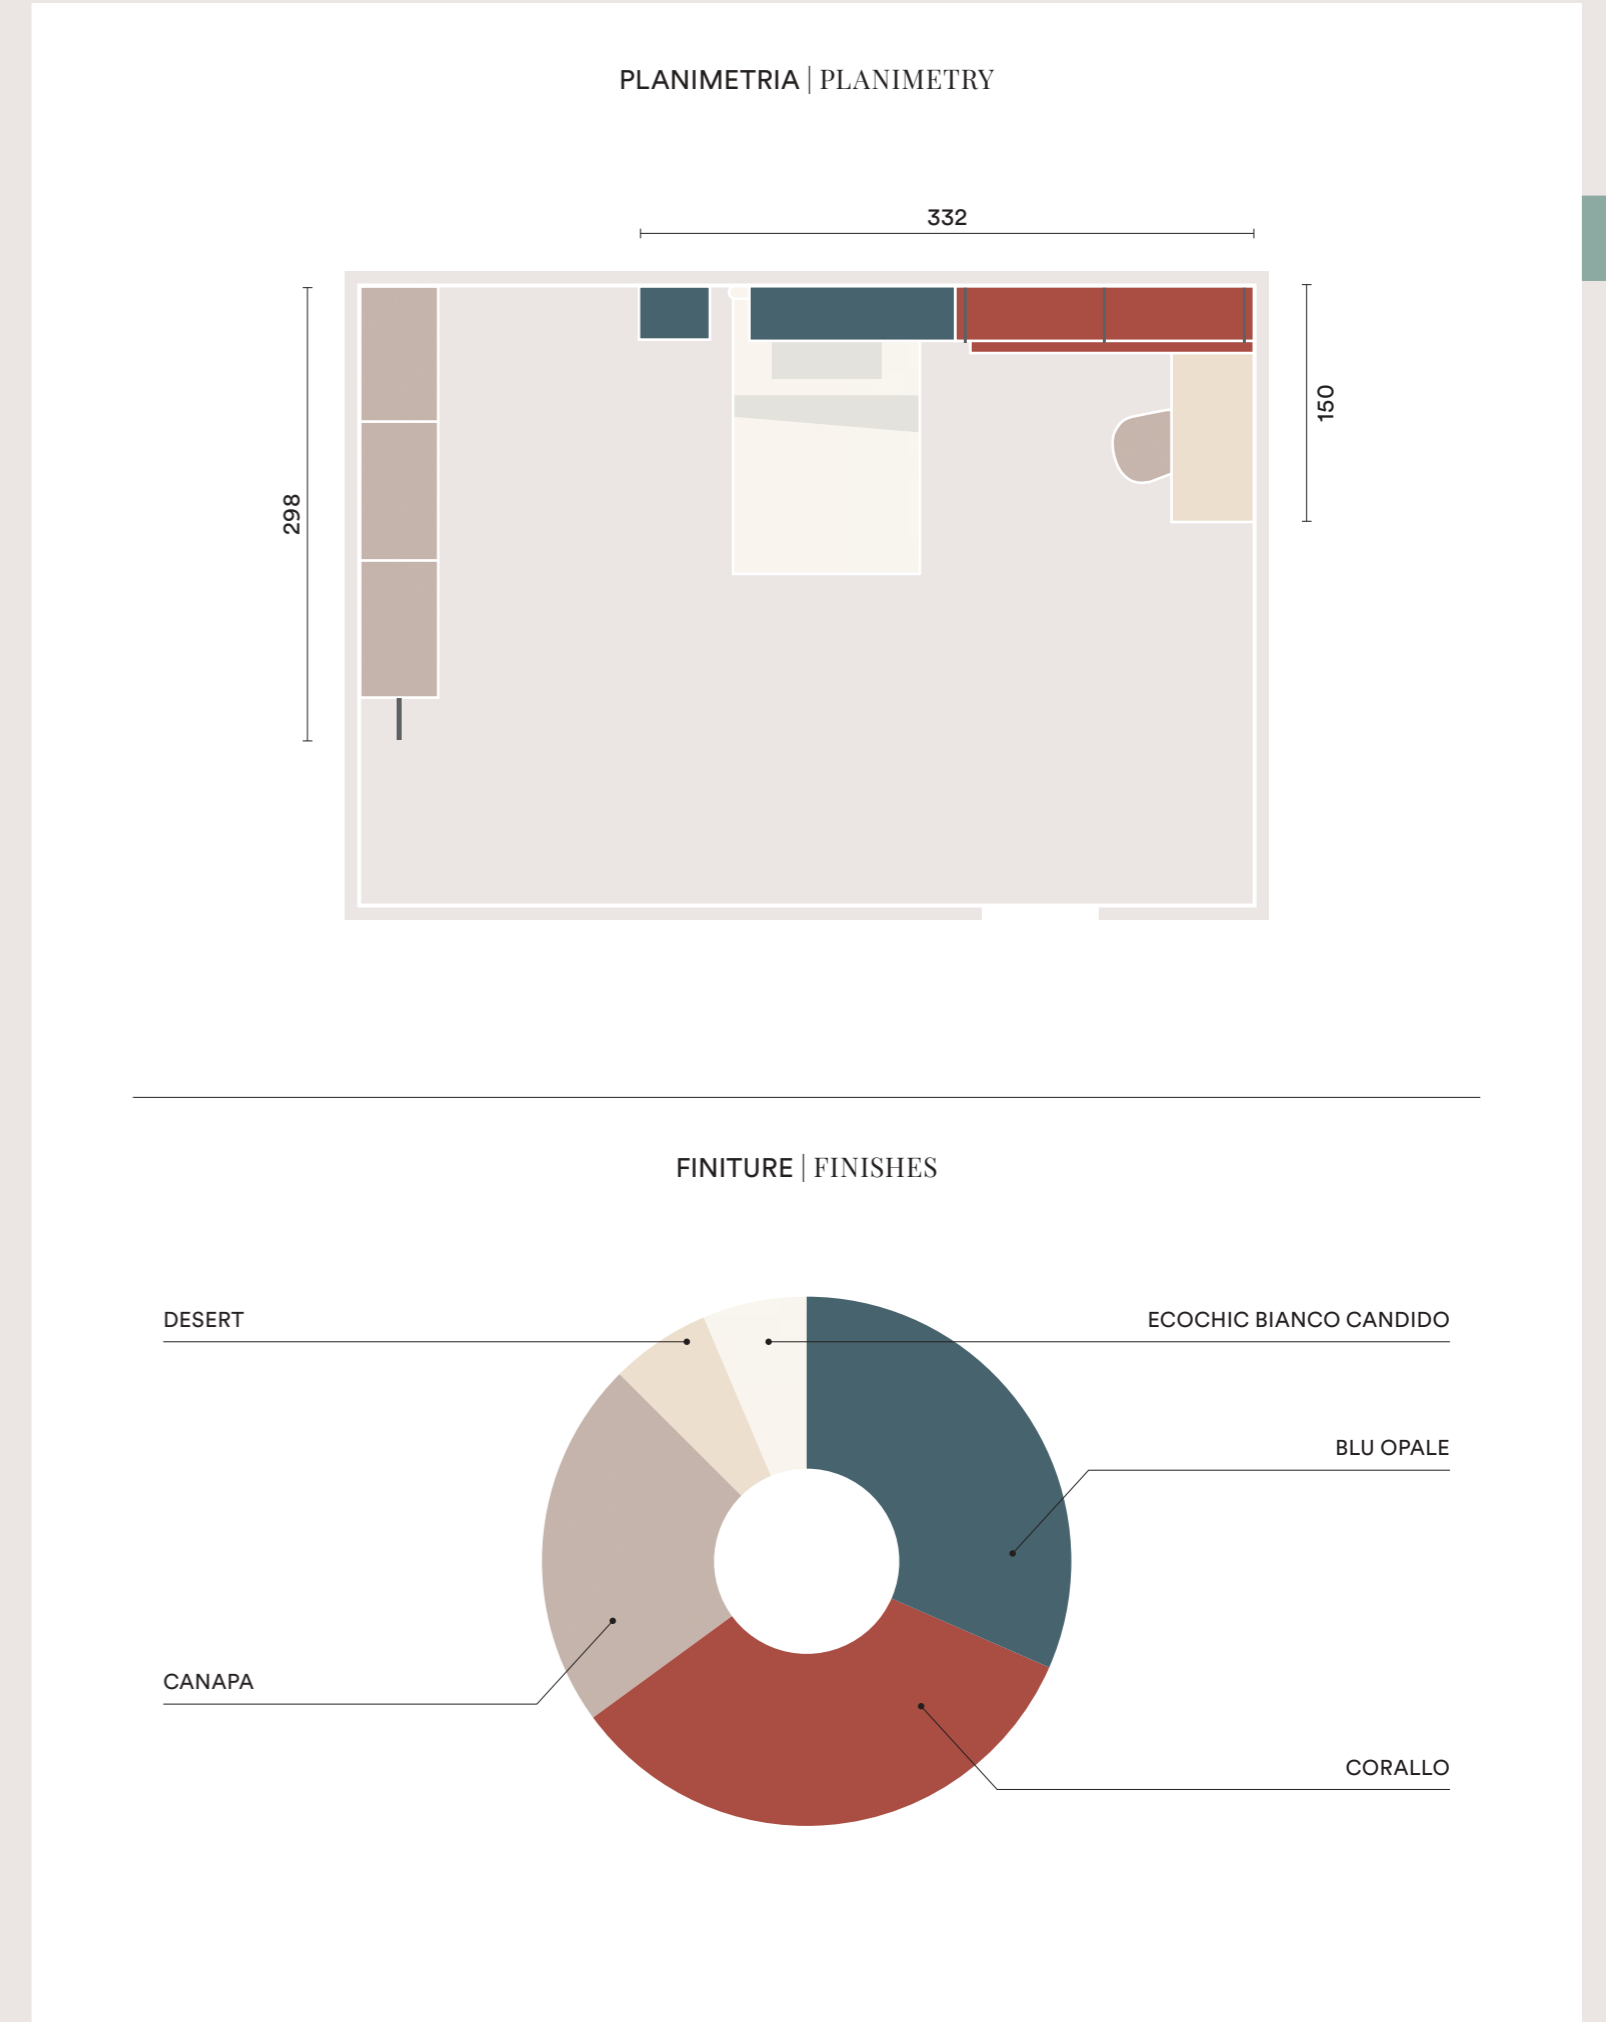 PLANIMETRIA | PLANIMETRY
332
298
150
FINITURE | FINISHES
DESERT
ECOCHIC BIANCO CANDIDO
BLU OPALE
CANAPA
CORALLO